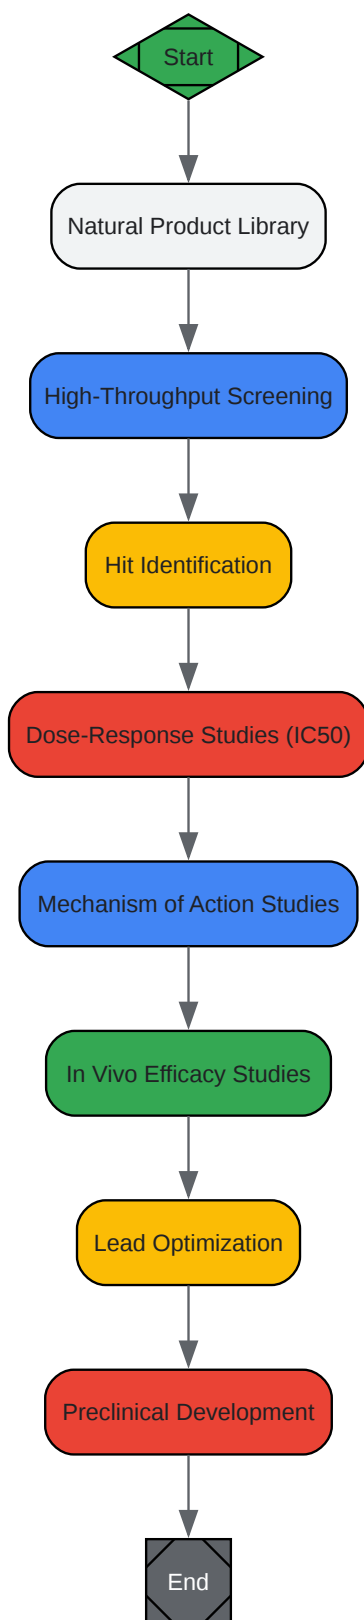 Start
Natural Product Library
High-Throughput Screening
Hit Identification
Dose-Response Studies (IC50)
Mechanism of Action Studies
In Vivo Efficacy Studies
Lead Optimization
Preclinical Development
End